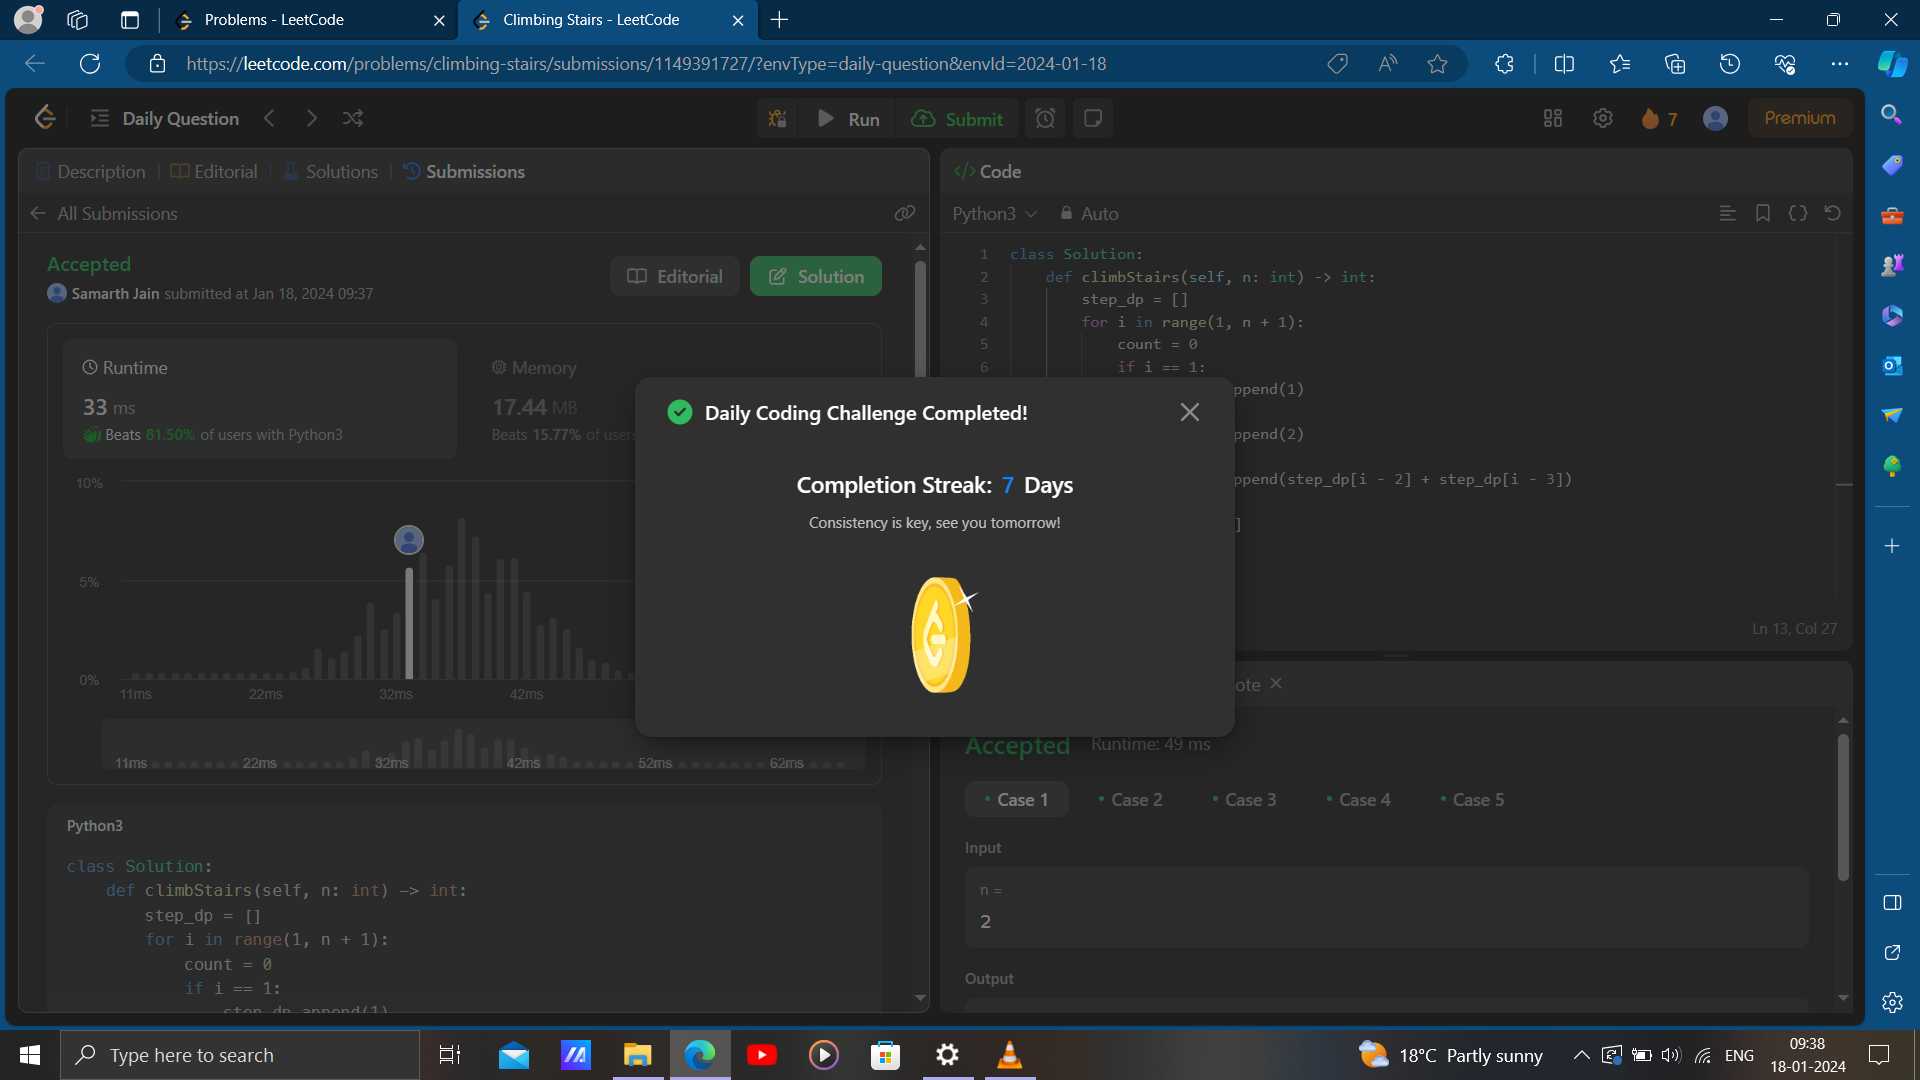 Problems - LeetCode
Climbing Stairs - LeetCode
https://leetcode.com/problems/climbing-stairs/submissions/1149391727/?envType=daily-question&envId=2024-01-18
Daily Question
Run
Submit
7
Premium
Description
Editorial
Solutions
Submissions
All Submissions
Accepted
Samarth Jain submitted at Jan 18, 2024 09:37
Editorial
Solution
Runtime
33 ms
Beats 81.50% of users with Python3
Memory
17.44 MB
Beats 15.77% of users
10%
5%
0%
11ms
22ms
32ms
42ms
11ms
22ms
32ms
42ms
52ms
62ms
Python3
class Solution:
def climbStairs(self, n: int) -> int:
step_dp = []
for i in range(1, n + 1):
count = 0
if i == 1:
step_dp.append(1)
Daily Coding Challenge Completed!
Completion Streak: 7 Days
Consistency is key, see you tomorrow!
</> Code
Python3
Auto
1 class Solution:
2 def climbStairs(self, n: int) -> int:
3 step_dp = []
4 for i in range(1, n + 1):
5 count = 0
6 if i == 1:
ppend(1)
ppend(2)
ppend(step_dp[i - 2] + step_dp[i - 3])
]
Ln 13, Col 27
ote
Accepted
Runtime: 49 ms
Case 1
Case 2
Case 3
Case 4
Case 5
Input
n =
2
Output
Type here to search
18°C Partly sunny
ENG
09:38
18-01-2024